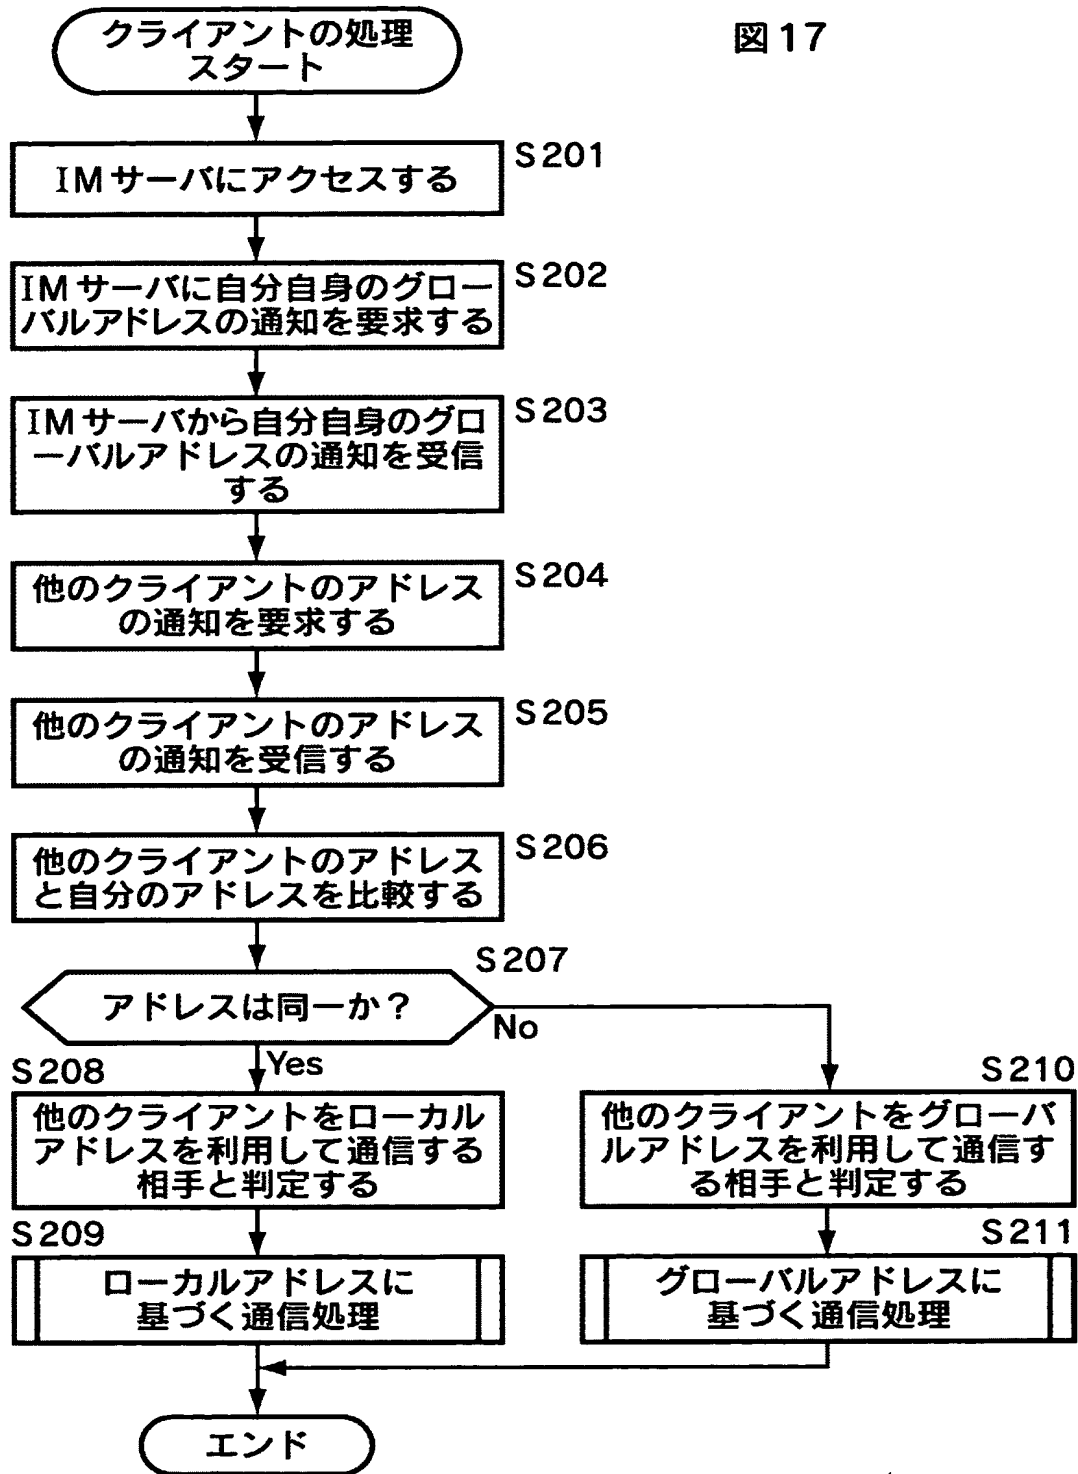 図17
クライアントの処理
スタート
S201
IMサーバにアクセスする
S202
IMサーバに自分自身のグロー
バルアドレスの通知を要求する
S203
IMサーバから自分自身のグロ
ーバルアドレスの通知を受信
する
S204
他のクライアントのアドレス
の通知を要求する
S205
他のクライアントのアドレス
の通知を受信する
S206
他のクライアントのアドレス
と自分のアドレスを比較する
S207
アドレスは同一か？
No
Yes
S208
他のクライアントをローカル
アドレスを利用して通信する
相手と判定する
S209
ローカルアドレスに
基づく通信処理
S210
他のクライアントをグローバ
ルアドレスを利用して通信す
る相手と判定する
S211
グローバルアドレスに
基づく通信処理
エンド